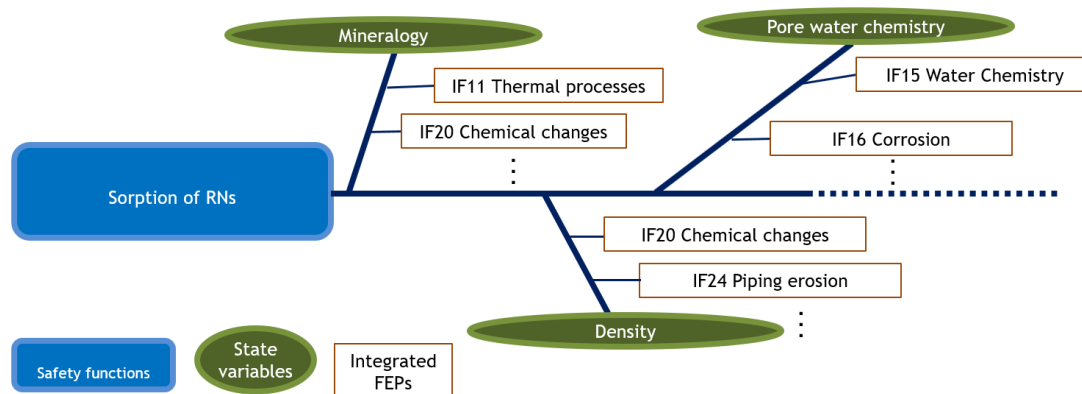 Mineralogy
Pore water chemistry
IF11 Thermal processes
IF15 Water Chemistry
IF20 Chemical changes
IF16 Corrosion
Sorption of RNs
IF20 Chemical changes
IF24 Piping erosion
Density
Safety functions
State
variables
Integrated
FEPs